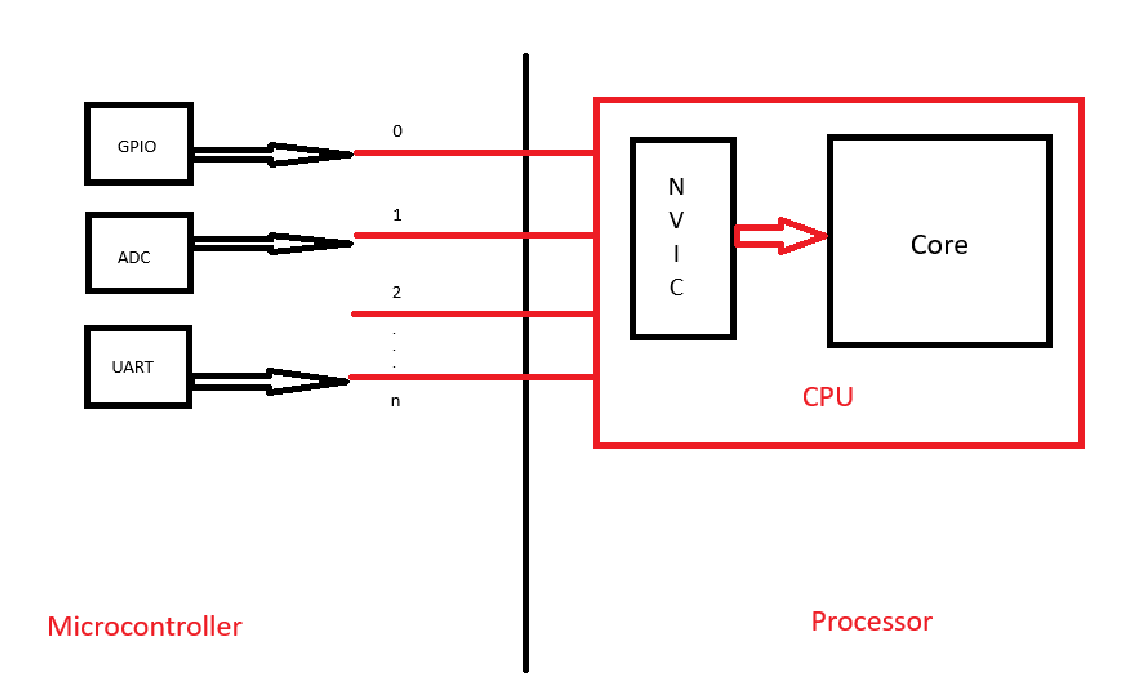 GPIO
ADC
UART
0
1
2
.
.
.
n
N
V
I
C
Core
CPU
Microcontroller
Processor